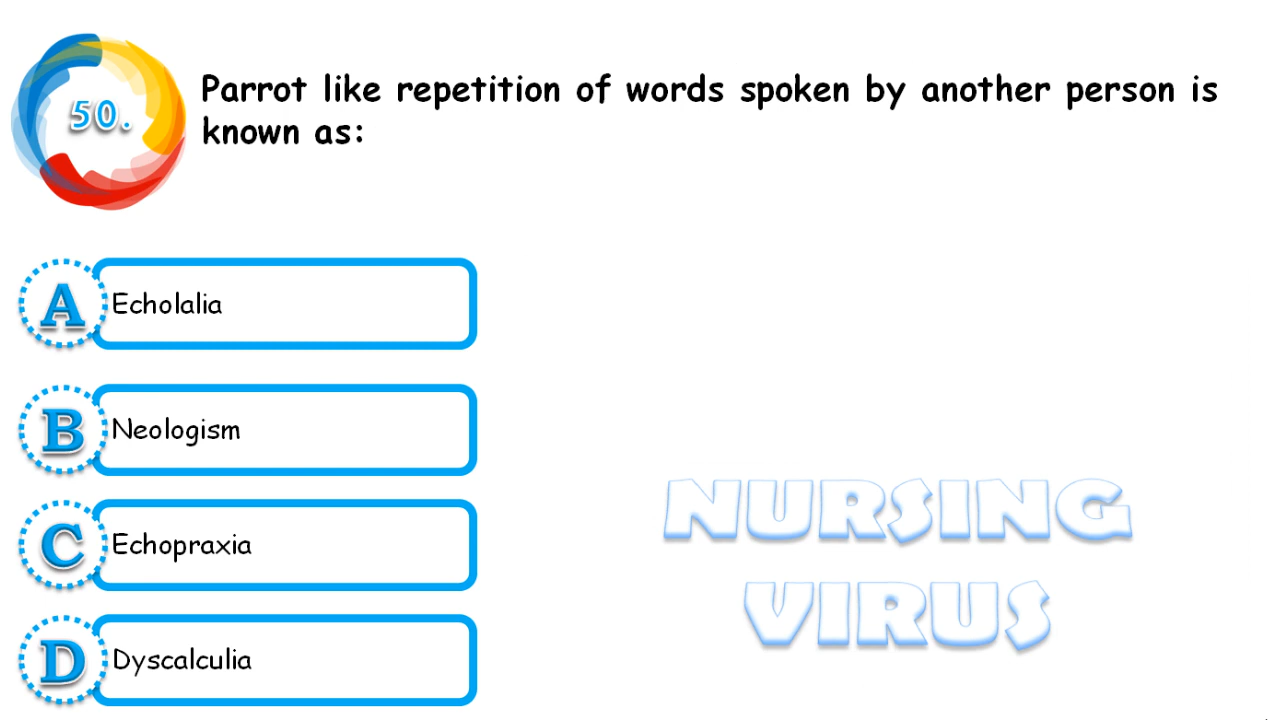 50.
Parrot like repetition of words spoken by another person is
known as:
A
Echolalia
B
Neologism
C
Echopraxia
D
Dyscalculia
NURSING
VIRUS